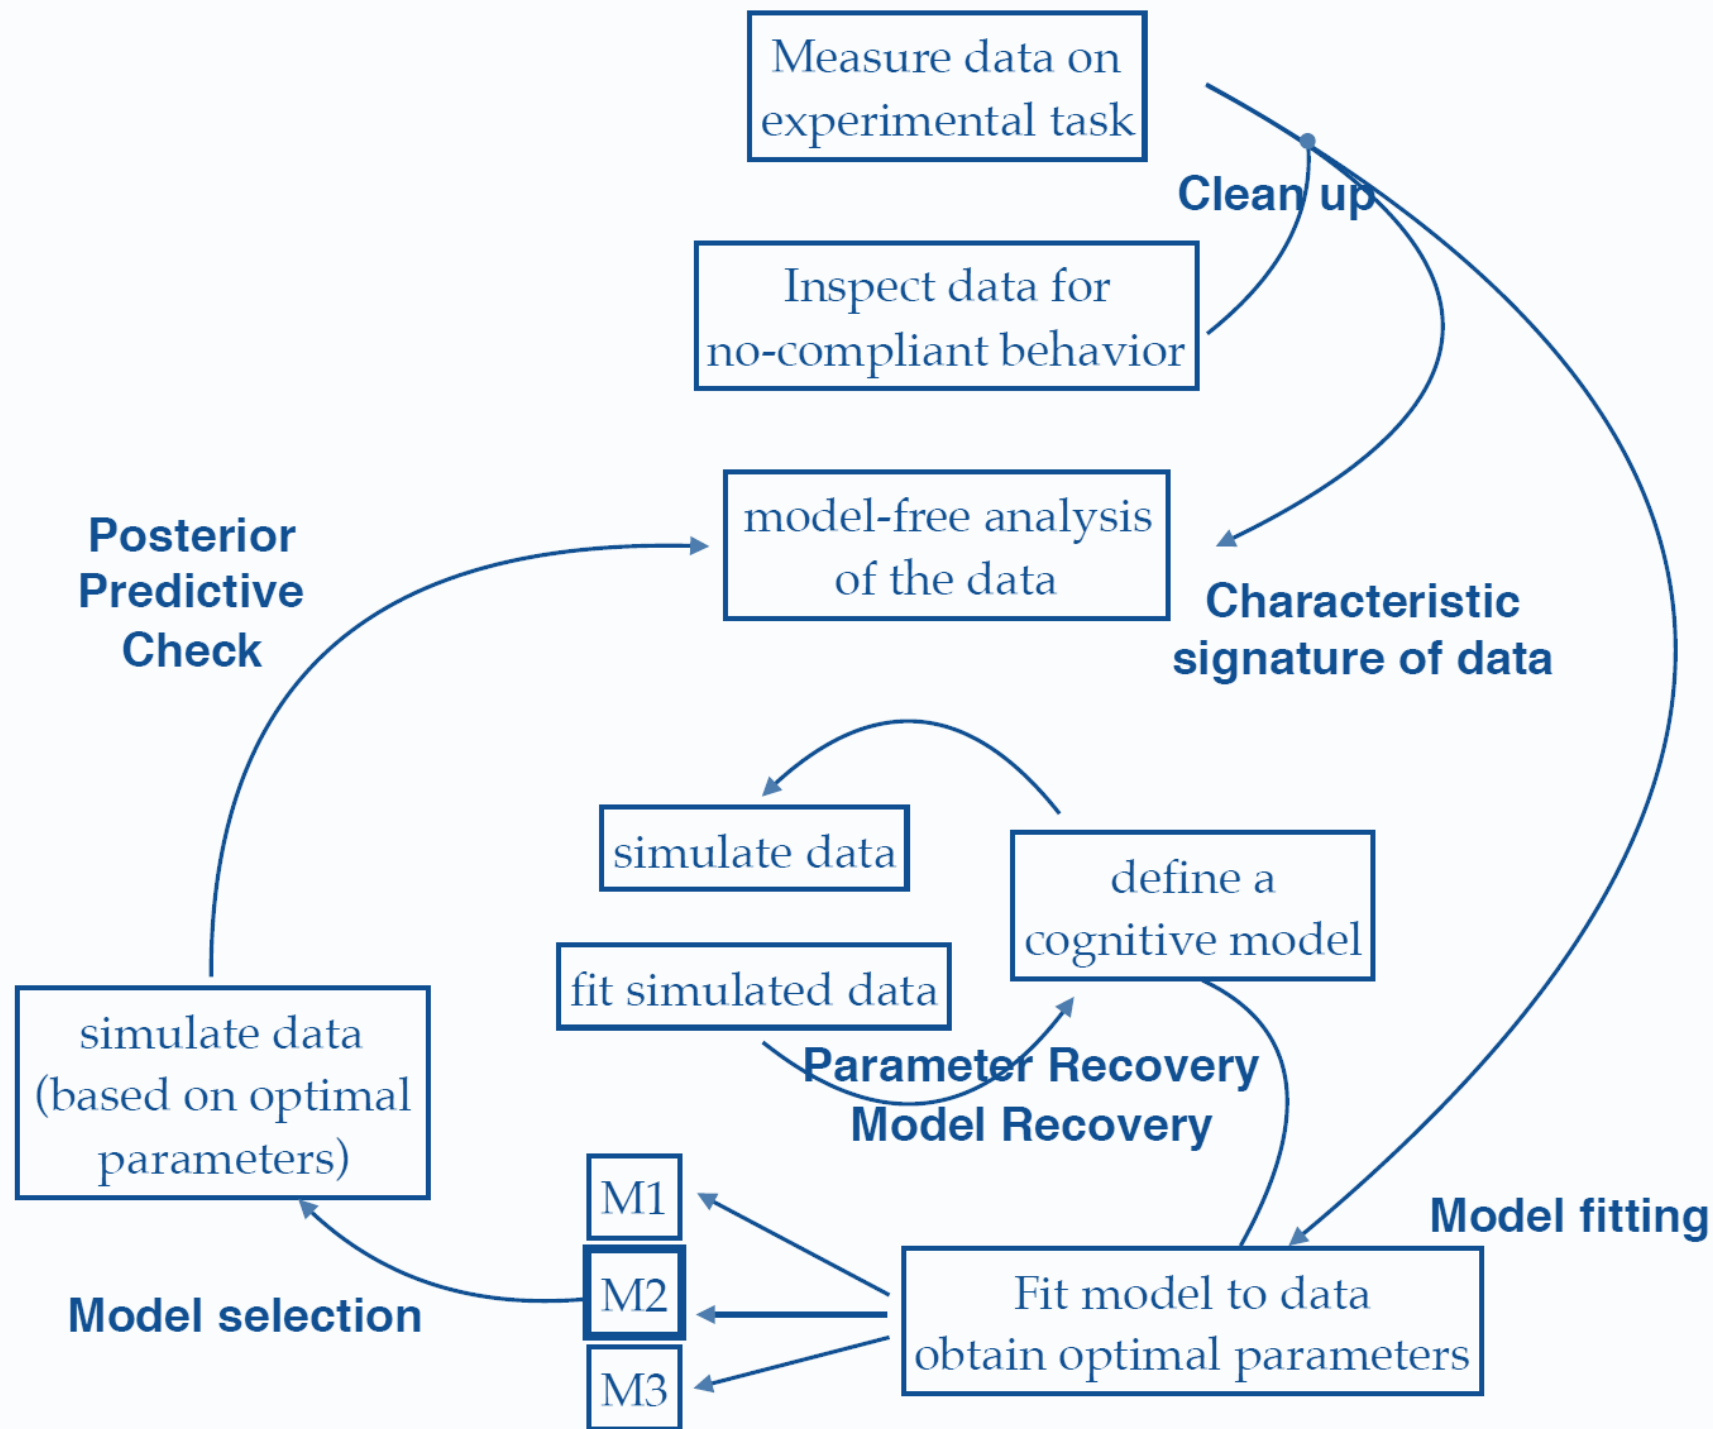 Measure data on
experimental task
Clean up
Inspect data for
no-compliant behavior
model-free analysis
of the data
Posterior
Predictive
Check
Characteristic
signature of data
simulate data
define a
cognitive model
fit simulated data
Parameter Recovery
Model Recovery
simulate data
(based on optimal
parameters)
M1
M2
M3
Model selection
Model fitting
Fit model to data
obtain optimal parameters